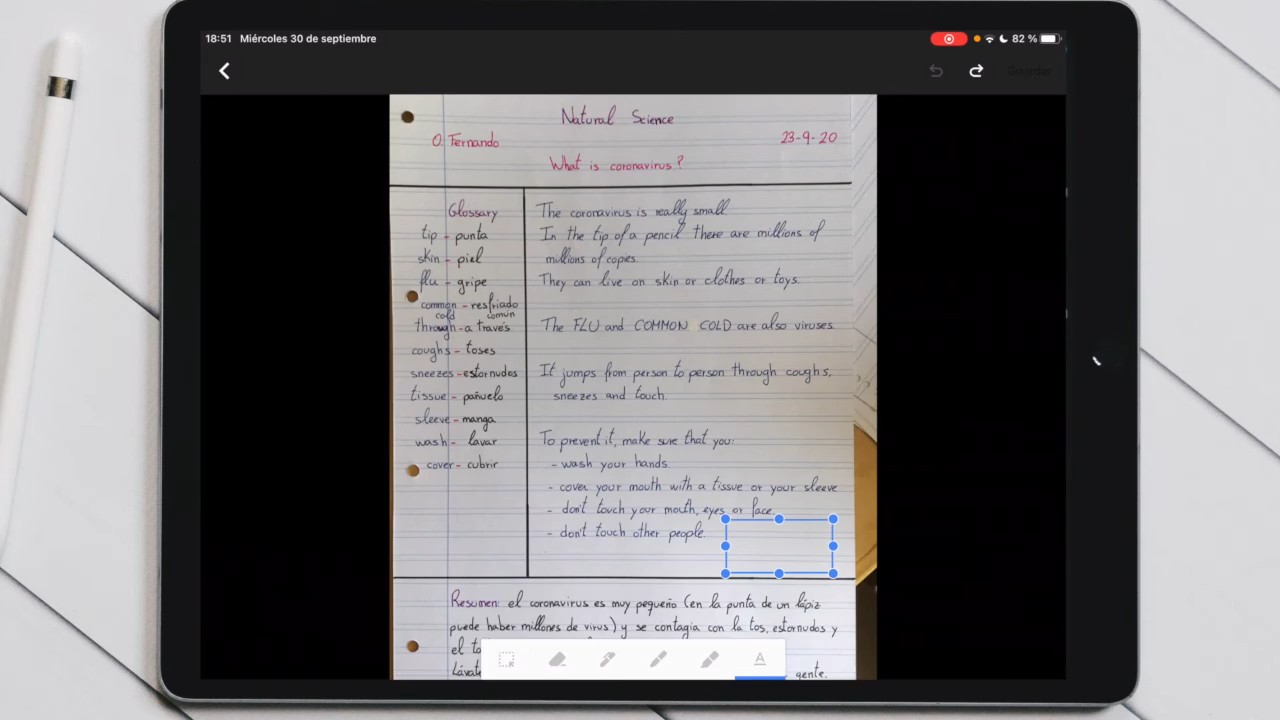 18:51 Miércoles 30 de septiembre
82 %
Guardar
Natural Science
O. Fernando
23-9-20
What is coronavirus?
Glossary
tip - punta
skin - piel
flu - gripe
common cold - resfriado común
through - a través
coughs - toses
sneezes - estornudos
tissue - pañuelo
sleeve - manga
wash - lavar
cover - cubrir
The coronavirus is really small
In the tip of a pencil there are millions of
millions of copies.
They can live on skin or clothes or toys.
The FLU and COMMON COLD are also viruses.
It jumps from person to person through coughs,
sneezes and touch.
To prevent it, make sure that you:
- wash your hands.
- cover your mouth with a tissue or your sleeve
- don't touch your mouth, eyes or face.
- don't touch other people.
Resumen: el coronavirus es muy pequeño (en la punta de un lápiz
puede haber millones de virus) y se contagia con la tos, estornudos y
el
gente.
A